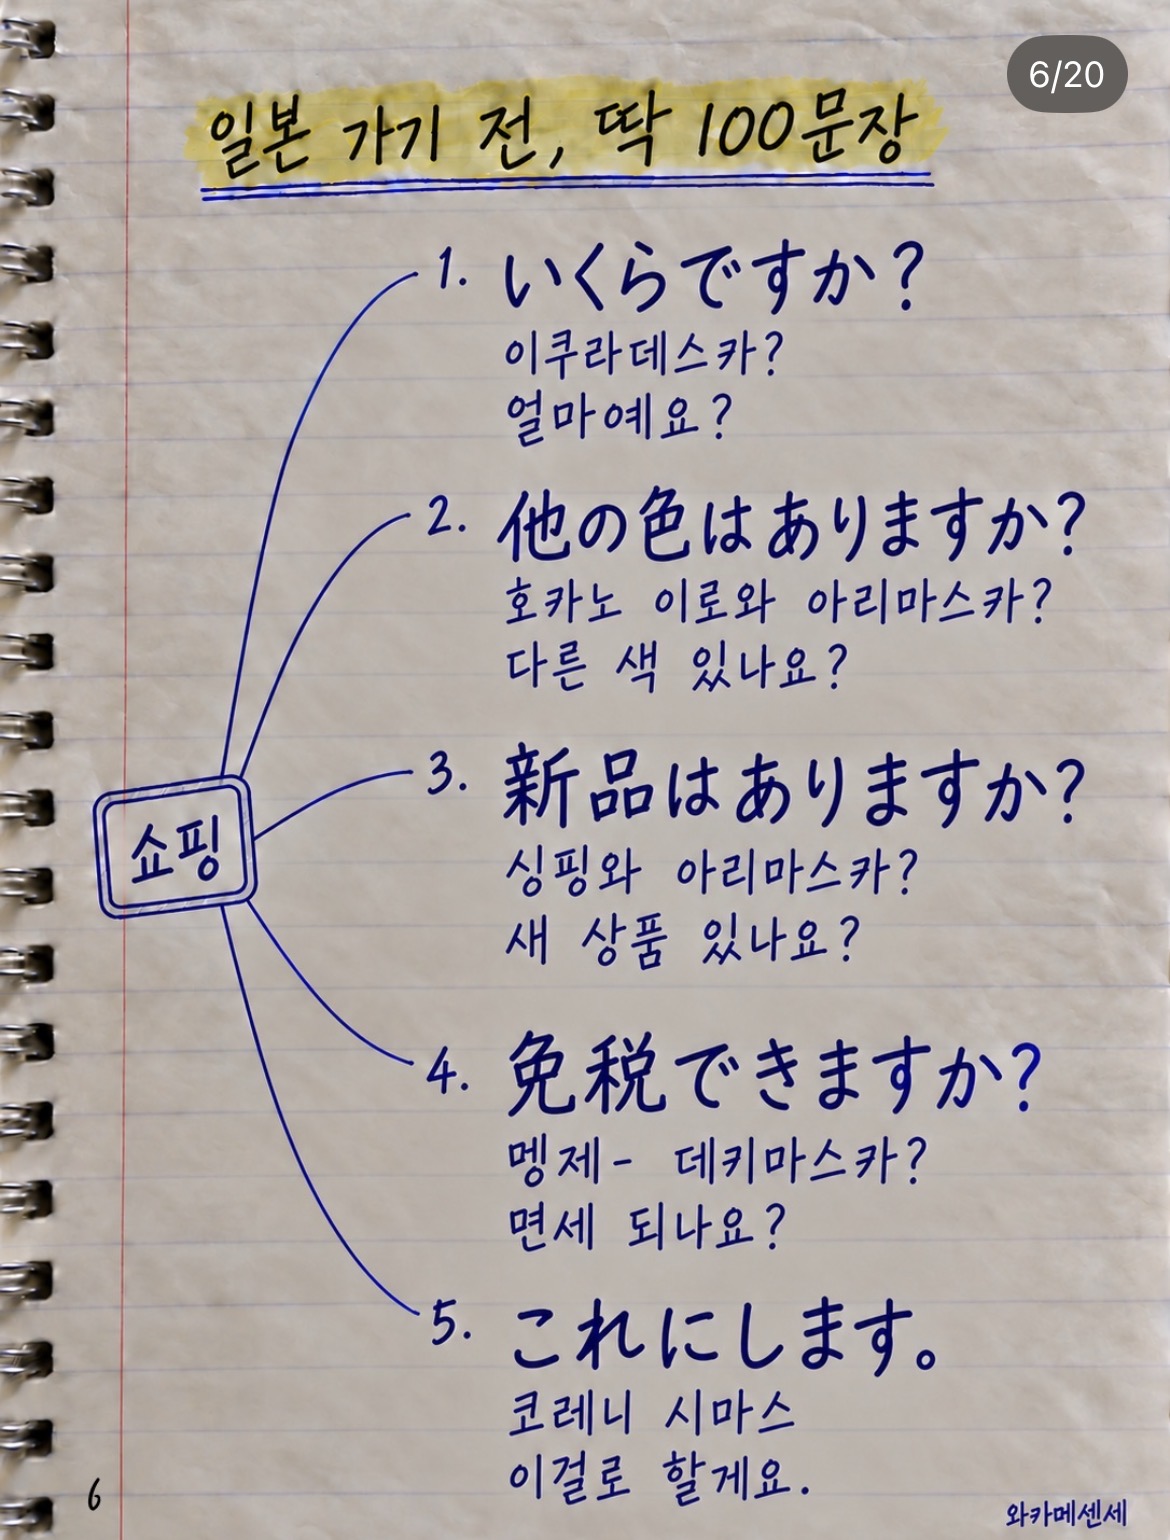 6/20
일본 가기 전, 딱 100문장
1. いくらですか?
이쿠라데스카?
얼마예요?
2. 他の色はありますか?
호카노 이로와 아리마스카?
다른 색 있나요?
3. 新品はありますか?
싱핑와 아리마스카?
새 상품 있나요?
쇼핑
4. 免税できますか?
멩제- 데키마스카?
면세 되나요?
5. これにします。
코레니 시마스
이걸로 할게요.
6
와카메센세